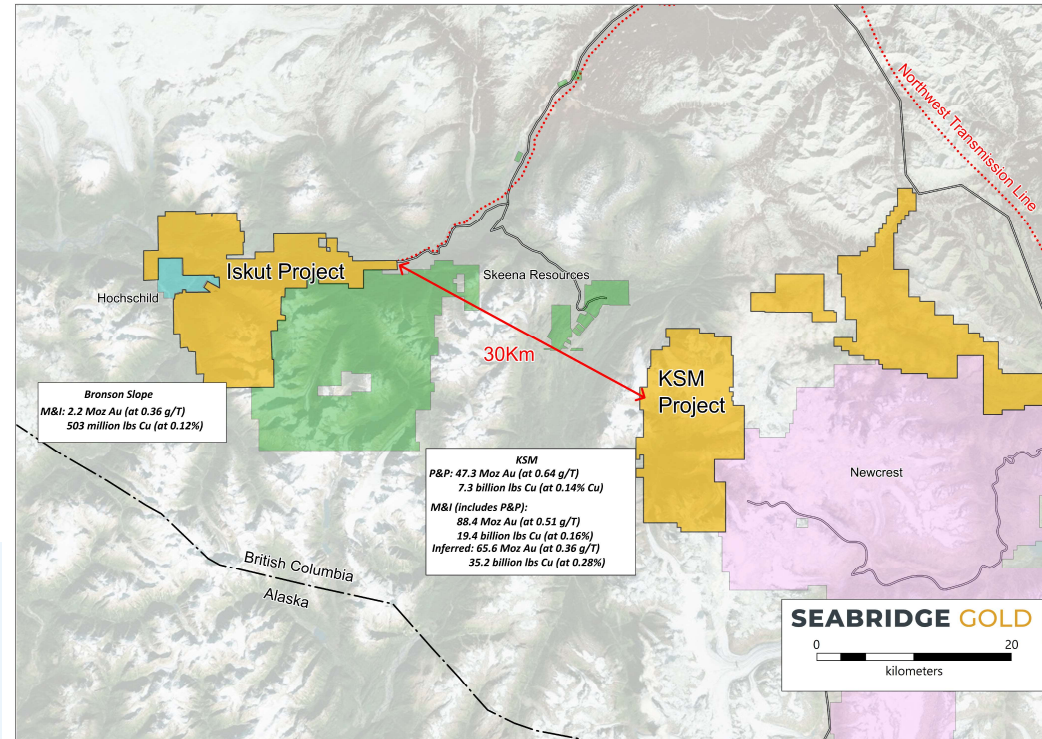 Northwest Transmission Line
Iskut Project
Skeena Resources
Hochschild
30Km
KSM
Project
Bronson Slope
M&I: 2.2 Moz Au (at 0.36 g/T)
503 million lbs Cu (at 0.12%)
KSM
P&P: 47.3 Moz Au (at 0.64 g/T)
7.3 billion lbs Cu (at 0.14% Cu)
M&I (includes P&P):
88.4 Moz Au (at 0.51 g/T)
19.4 billion lbs Cu (at 0.16%)
Inferred: 65.6 Moz Au (at 0.36 g/T)
35.2 billion lbs Cu (at 0.28%)
Newcrest
British Columbia
Alaska
SEABRIDGE GOLD
0 20
kilometers